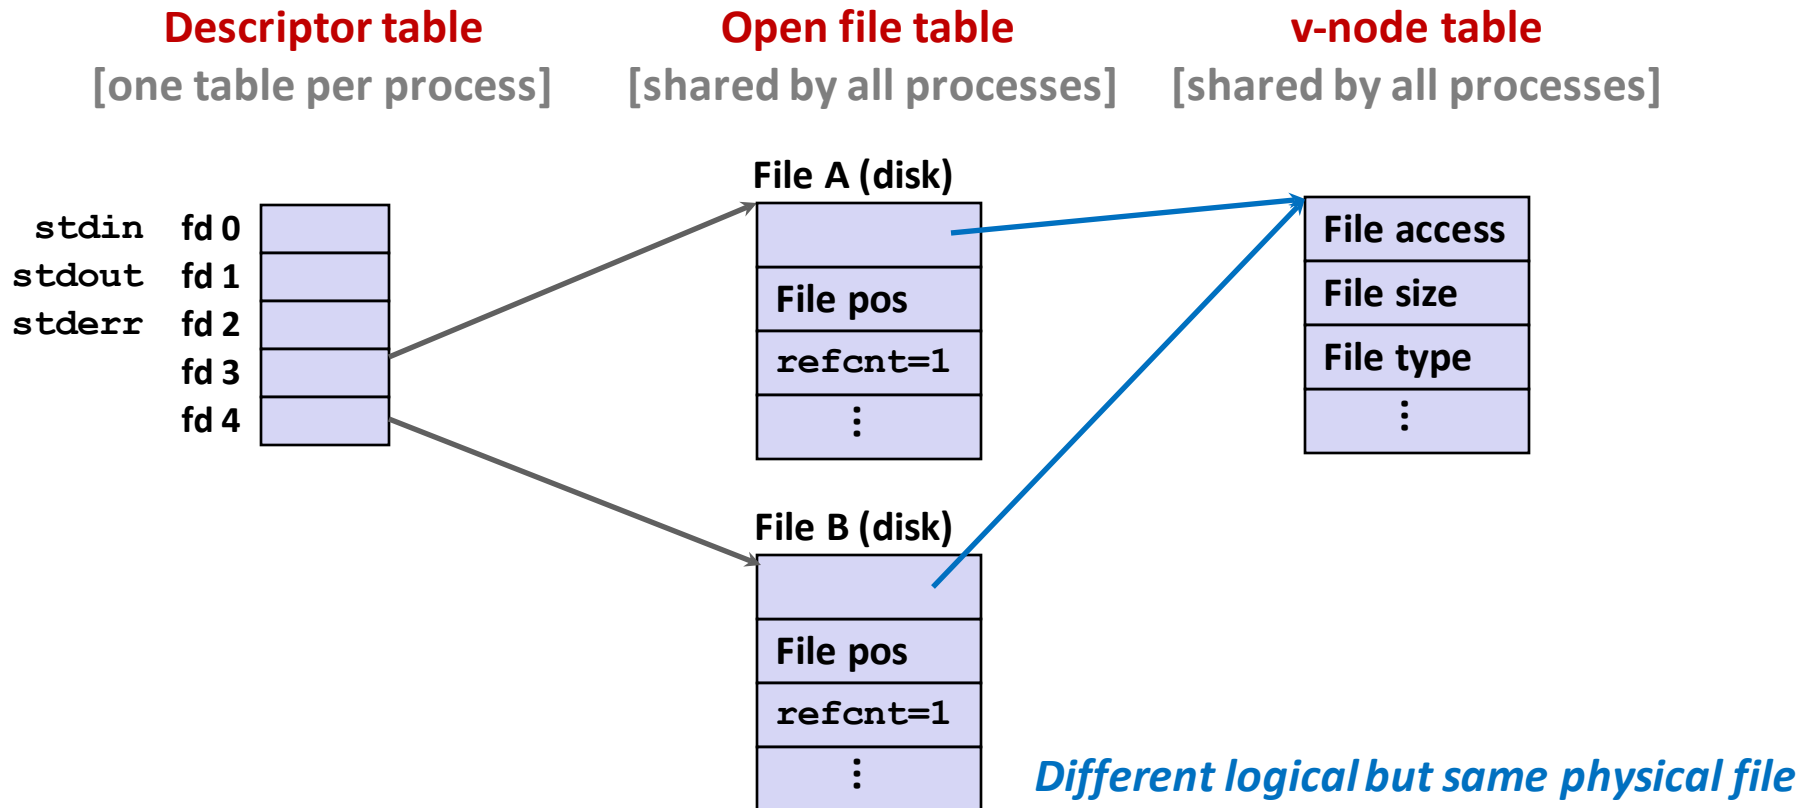 Descriptor table
[one table per process]
Open file table
[shared by all processes]
v-node table
[shared by all processes]
stdin fd 0
stdout fd 1
stderr fd 2
fd 3
fd 4
File A (disk)
File pos
refcnt=1
⋮
File B (disk)
File pos
refcnt=1
⋮
File access
File size
File type
⋮
Different logical but same physical file